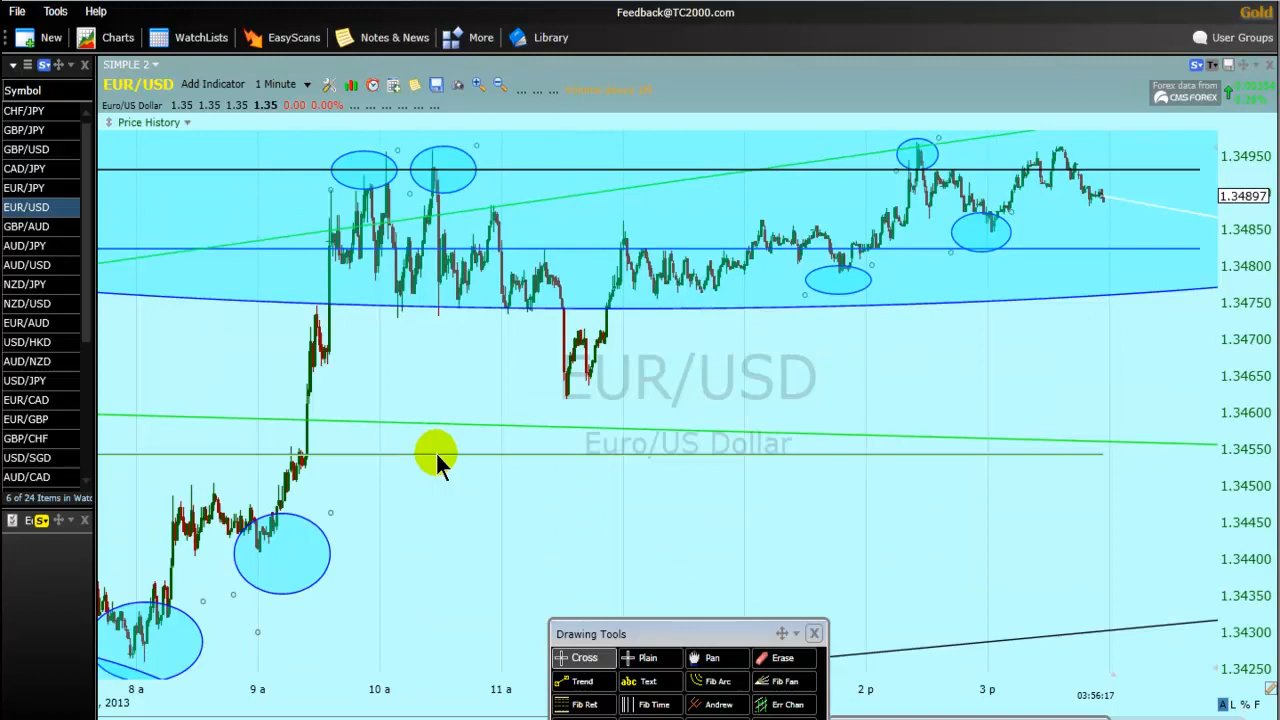 File Tools Help
Feedback@TC2000.com
Gold
New Charts WatchLists EasyScans Notes & News More Library
User Groups
SIMPLE 2
EUR/USD Add Indicator 1 Minute
Euro/US Dollar 1.35 1.35 1.35 1.35 0.00 0.00% ... ... ... ... ...
Price History
Forex data from
CMS FOREX
0.26%
Symbol
CHF/JPY
GBP/JPY
GBP/USD
CAD/JPY
EUR/JPY
EUR/USD
GBP/AUD
AUD/JPY
AUD/USD
NZD/JPY
NZD/USD
EUR/AUD
USD/HKD
AUD/NZD
USD/JPY
EUR/CAD
EUR/GBP
GBP/CHF
USD/SGD
AUD/CAD
6 of 24 Items in Watc
EUR/USD
Euro/US Dollar
1.34950
1.34897
1.34850
1.34800
1.34750
1.34700
1.34650
1.34600
1.34550
1.34500
1.34450
1.34400
1.34350
1.34300
1.34250
Drawing Tools
Cross Plain Pan Erase
Trend Text Fib Arc Fib Fan
Fib Ret Fib Time Andrew Err Chan
8 a 9 a 10 a 11 a 2 p 3 p
, 2013
03:56:17
A L % F